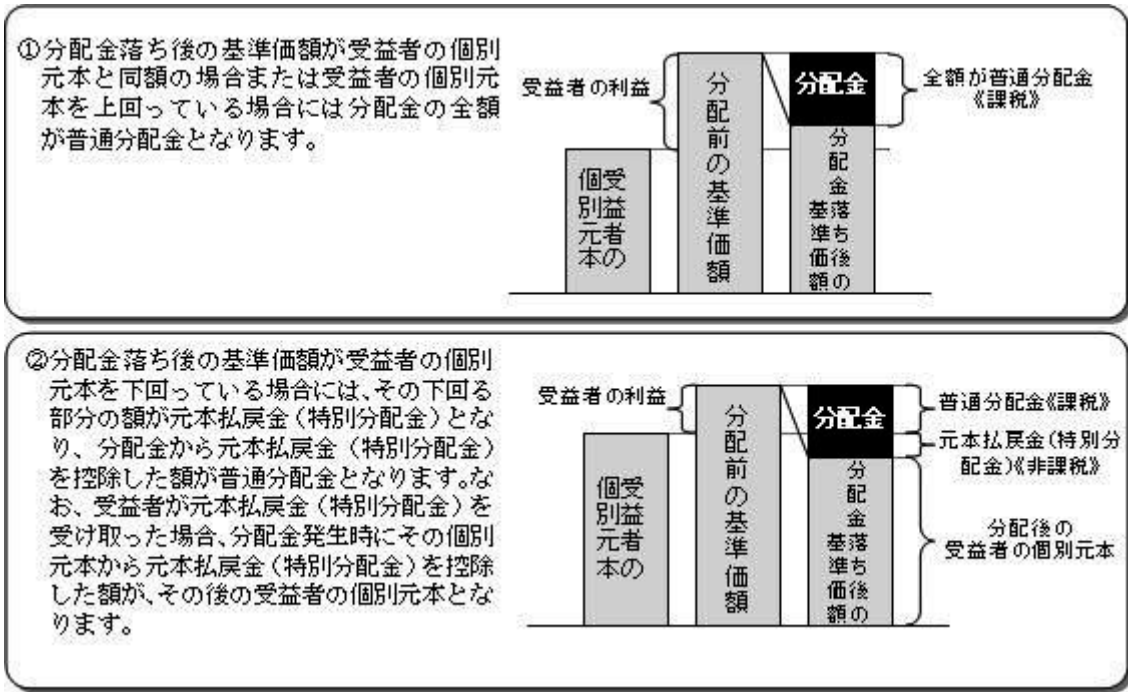 ①分配金落ち後の基準価額が受益者の個別
元本と同額の場合または受益者の個別元
本を上回っている場合には分配金の全額
が普通分配金となります。
受益者の利益
個別元本
受益者の
分配前の基準価額
分配金
分配金
基準価額
落ち後の
全額が普通分配金
《課税》
②分配金落ち後の基準価額が受益者の個別
元本を下回っている場合には、その下回る
部分の額が元本払戻金（特別分配金）とな
り、分配金から元本払戻金（特別分配金）
を控除した額が普通分配金となります。な
お、受益者が元本払戻金（特別分配金）を
受け取った場合、分配金発生時にその個別
元本から元本払戻金（特別分配金）を控除
した額が、その後の受益者の個別元本とな
ります。
受益者の利益
個別元本
受益者の
分配前の基準価額
分配金
分配金
基準価額
落ち後の
普通分配金《課税》
元本払戻金（特別分
配金）《非課税》
分配後の
受益者の個別元本